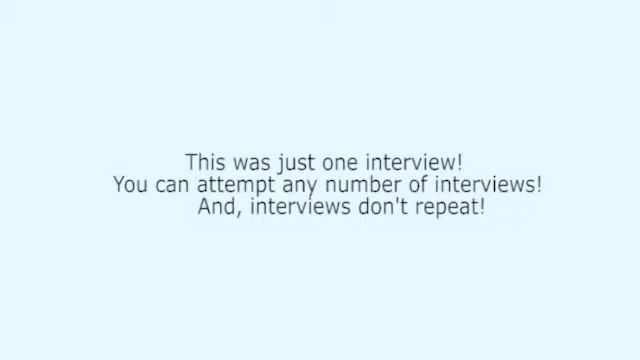 This was just one interview!
You can attempt any number of interviews!
And, interviews don't repeat!